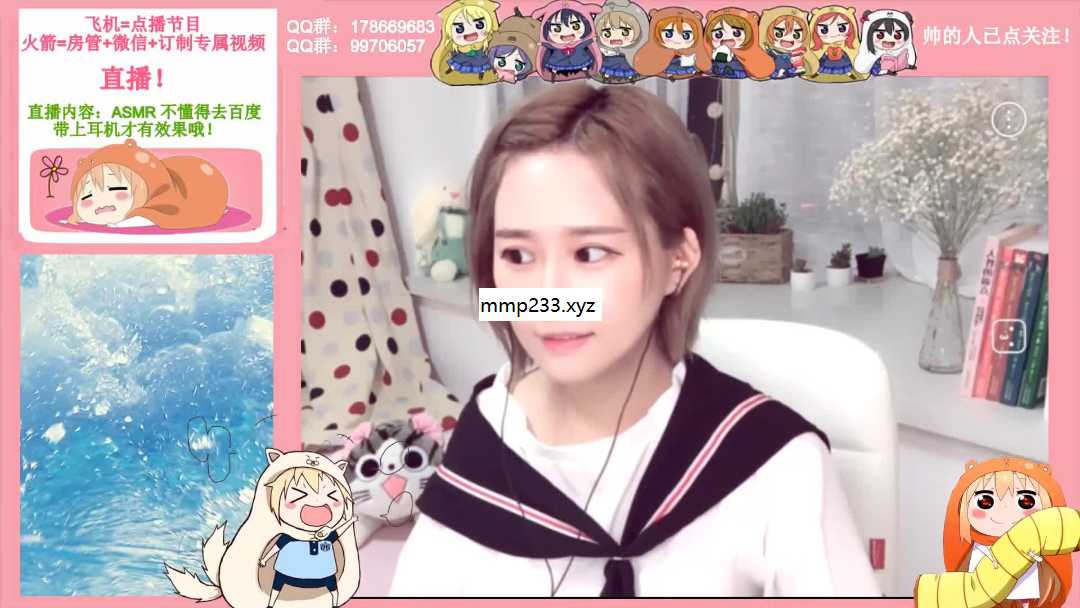 飞机=点播节目
火箭=房管+微信+订制专属视频
直播！
直播内容：ASMR 不懂得去百度
带上耳机才有效果哦！
QQ群：178669683
QQ群：99706057
帅的人已点关注！
mmp233.xyz